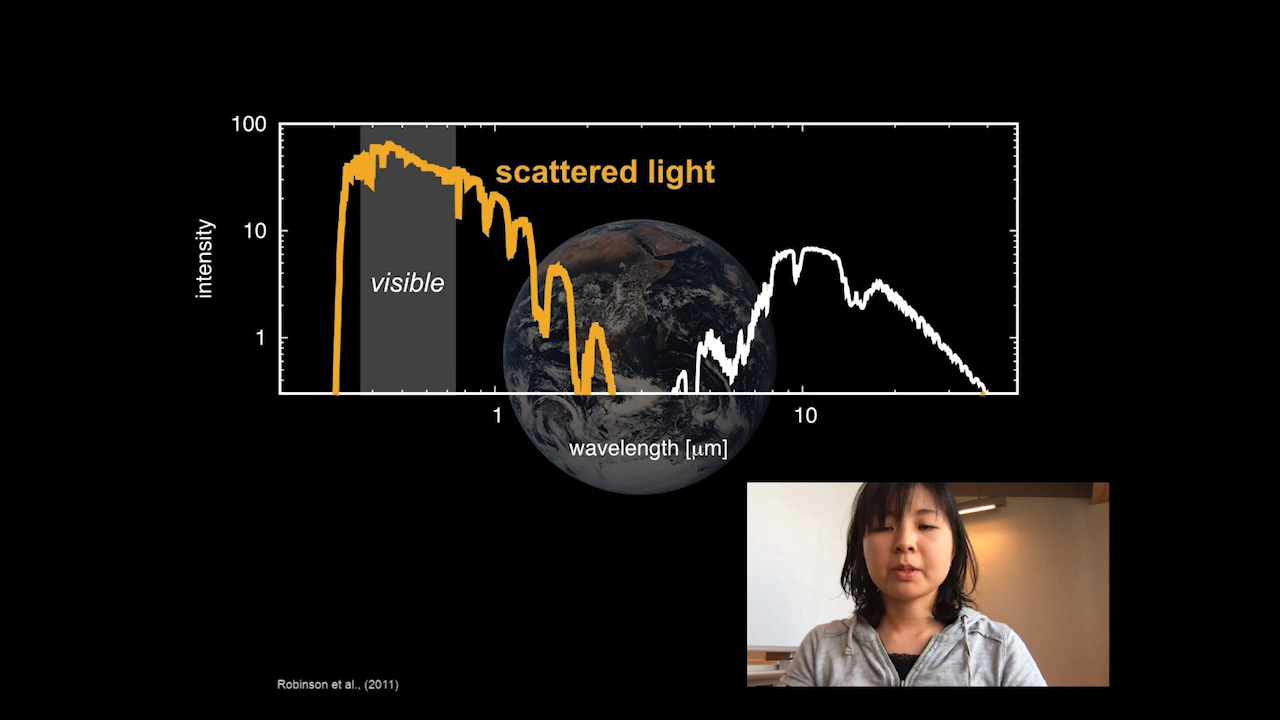 100
scattered light
10
intensity
visible
1
1
10
wavelength [μm]
Robinson et al., (2011)